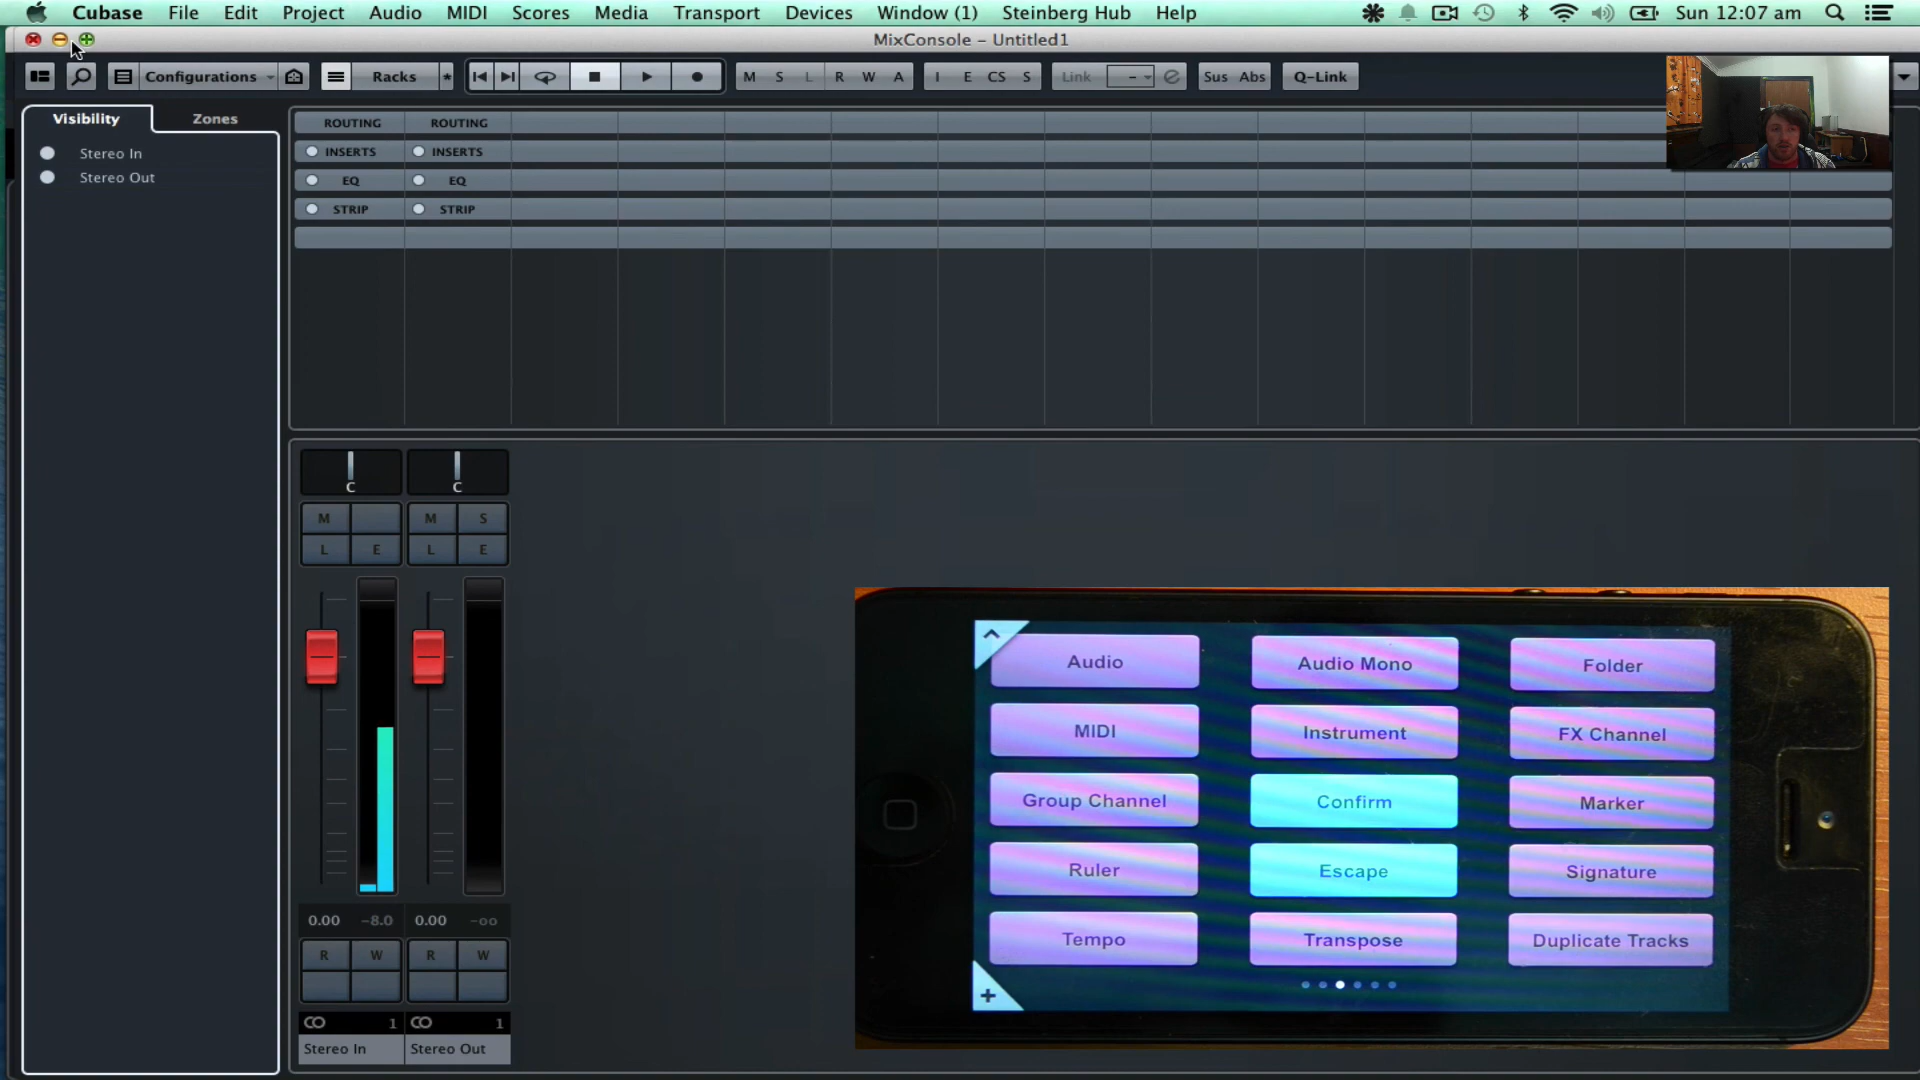 Cubase File Edit Project Audio MIDI Scores Media Transport Devices Window (1) Steinberg Hub Help Sun 12:07 am
MixConsole – Untitled1
Configurations Racks M S L R W A I E CS S Link – Sus Abs Q-Link
Visibility Zones
Stereo In
Stereo Out
ROUTING ROUTING
INSERTS INSERTS
EQ EQ
STRIP STRIP
C C
M M S
L E L E
0.00 -8.0 0.00 -oo
R W R W
1 1
Stereo In Stereo Out
Audio Audio Mono Folder
MIDI Instrument FX Channel
Group Channel Confirm Marker
Ruler Escape Signature
Tempo Transpose Duplicate Tracks